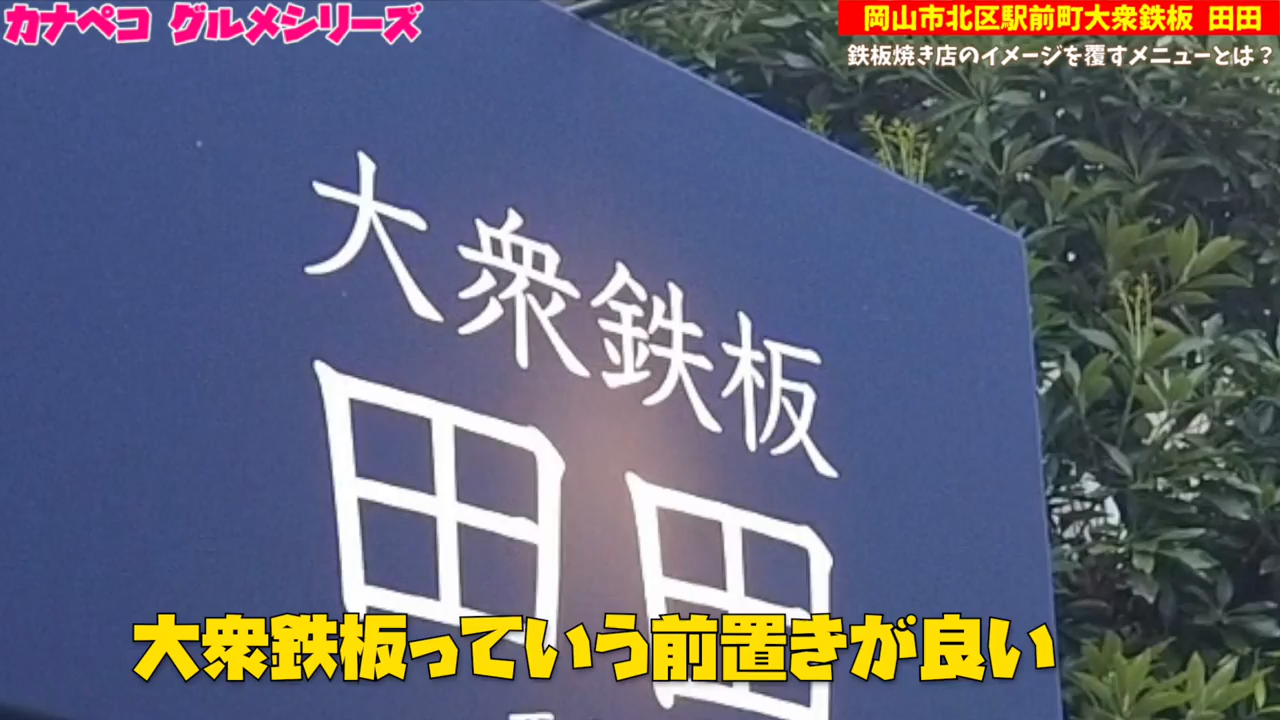 カナペコ グルメシリーズ
岡山市北区駅前町大衆鉄板 田田
鉄板焼き店のイメージを覆すメニューとは？
大衆鉄板
田田
大衆鉄板っていう前置きが良い